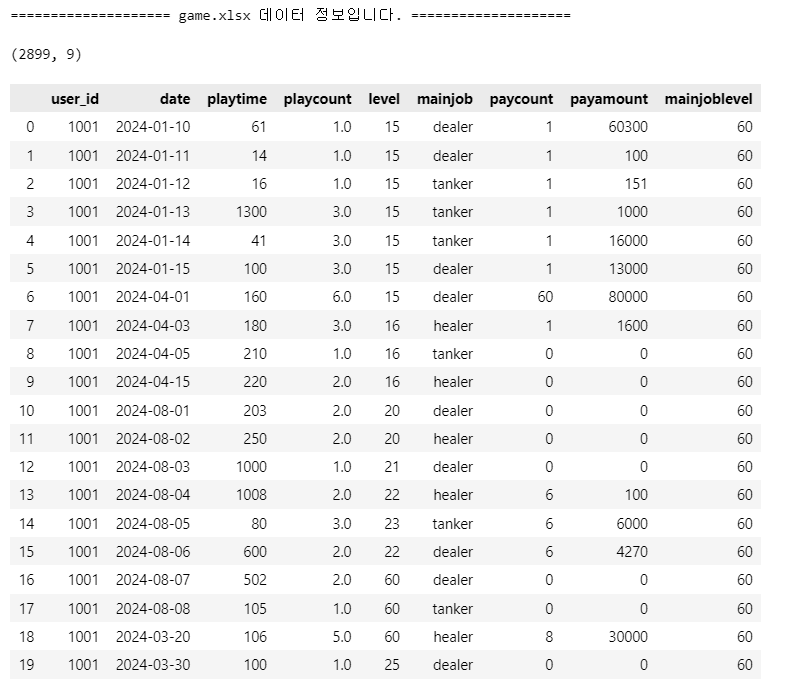 ==================== game.xlsx 데이터 정보입니다. ====================
(2899, 9)
user_id date playtime playcount level mainjob paycount payamount mainjoblevel
0 1001 2024-01-10 61 1.0 15 dealer 1 60300 60
1 1001 2024-01-11 14 1.0 15 dealer 1 100 60
2 1001 2024-01-12 16 1.0 15 tanker 1 151 60
3 1001 2024-01-13 1300 3.0 15 tanker 1 1000 60
4 1001 2024-01-14 41 3.0 15 tanker 1 16000 60
5 1001 2024-01-15 100 3.0 15 dealer 1 13000 60
6 1001 2024-04-01 160 6.0 15 dealer 60 80000 60
7 1001 2024-04-03 180 3.0 16 healer 1 1600 60
8 1001 2024-04-05 210 1.0 16 tanker 0 0 60
9 1001 2024-04-15 220 2.0 16 healer 0 0 60
10 1001 2024-08-01 203 2.0 20 dealer 0 0 60
11 1001 2024-08-02 250 2.0 20 healer 0 0 60
12 1001 2024-08-03 1000 1.0 21 dealer 0 0 60
13 1001 2024-08-04 1008 2.0 22 healer 6 100 60
14 1001 2024-08-05 80 3.0 23 tanker 6 6000 60
15 1001 2024-08-06 600 2.0 22 dealer 6 4270 60
16 1001 2024-08-07 502 2.0 60 dealer 0 0 60
17 1001 2024-08-08 105 1.0 60 tanker 0 0 60
18 1001 2024-03-20 106 5.0 60 healer 8 30000 60
19 1001 2024-03-30 100 1.0 25 dealer 0 0 60